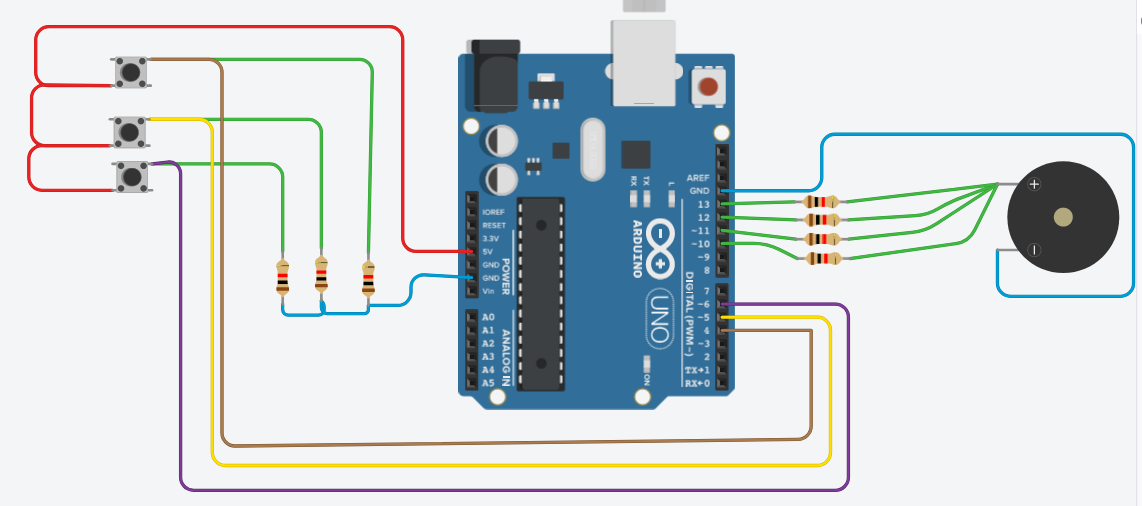 AREF
GND
13
12
~11
~10
~9
8
7
~6
~5
4
~3
2
TX→1
RX←0
DIGITAL (PWM~)
IOREF
RESET
3.3V
5V
GND
GND
Vin
POWER
A0
A1
A2
A3
A4
A5
ANALOG IN
RX
TX
L
ARDUINO
UNO
ON
+
-